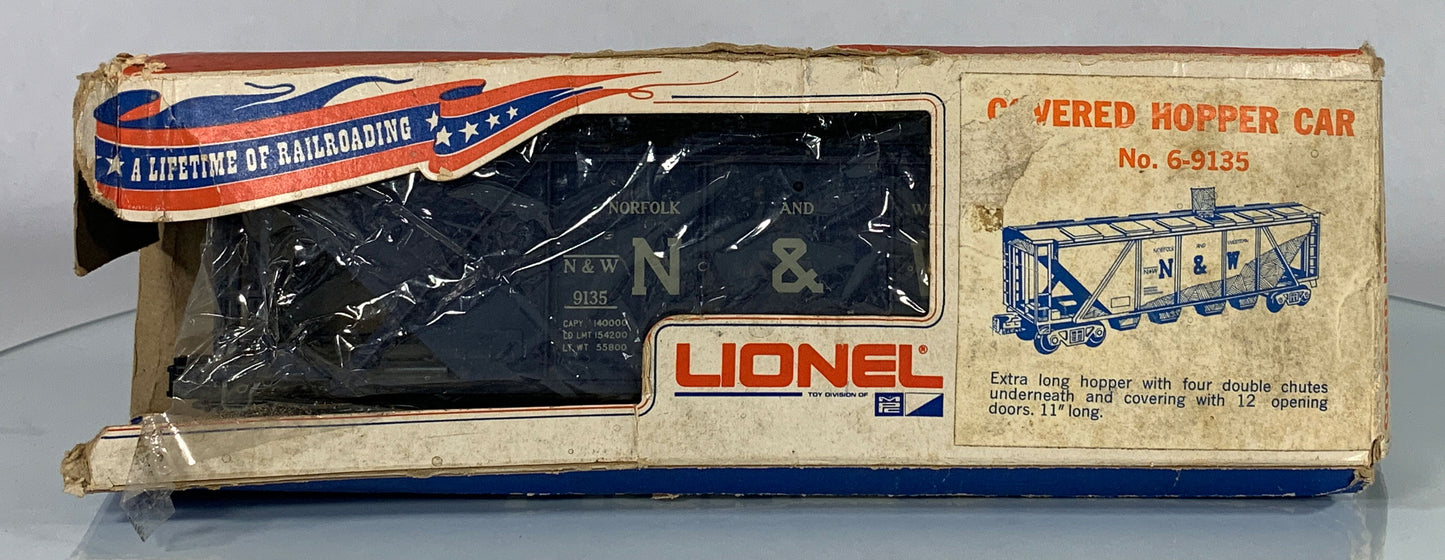 A LIFETIME OF RAILROADING
NORFOLK AND W
N & W
9135
N &
CAPY 140000
LD LMT 154200
LT WT 55800
LIONEL®
TOY DIVISION OF
MPC
COVERED HOPPER CAR
No. 6-9135
NORFOLK AND WESTERN
N&W N & W
Extra long hopper with four double chutes
underneath and covering with 12 opening
doors. 11" long.